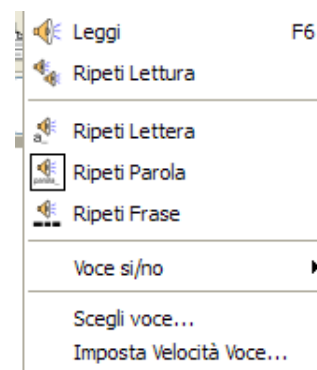 Leggi F6
Ripeti Lettura
Ripeti Lettera
Ripeti Parola
Ripeti Frase
Voce si/no
Scegli voce...
Imposta Velocità Voce...